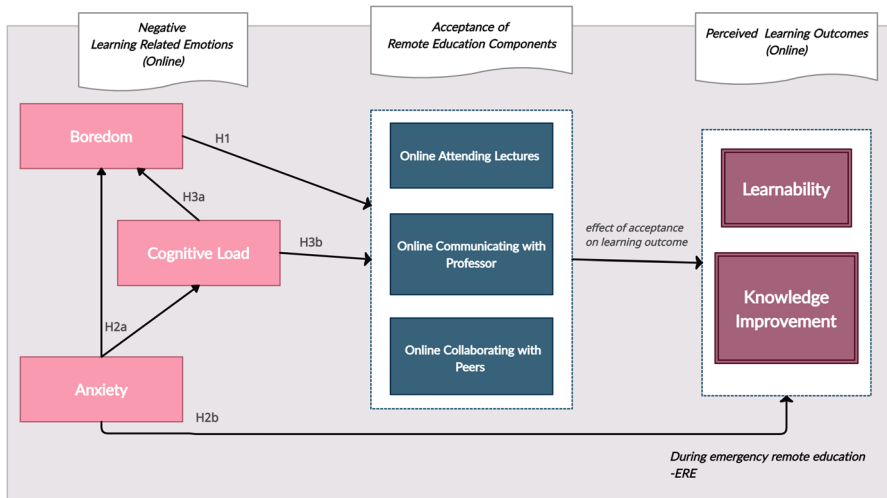 Negative
Learning Related Emotions
(Online)
Acceptance of
Remote Education Components
Perceived Learning Outcomes
(Online)
Boredom
H1
Online Attending Lectures
Learnability
H3a
Cognitive Load
H3b
Online Communicating with
Professor
effect of acceptance
on learning outcome
Knowledge
Improvement
H2a
Online Collaborating with
Peers
Anxiety
H2b
During emergency remote education
-ERE